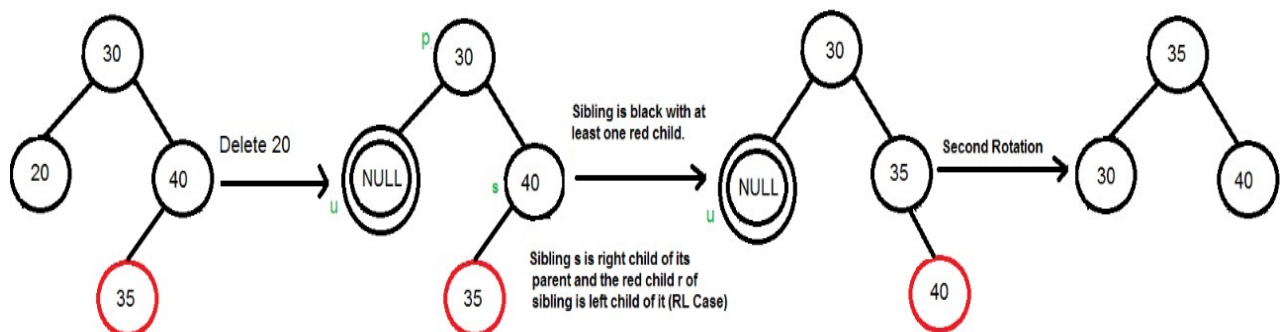 30
20
40
35
Delete 20
p
30
NULL
u
s
40
35
Sibling is black with at
least one red child.
Sibling s is right child of its
parent and the red child r of
sibling is left child of it (RL Case)
30
NULL
u
35
40
Second Rotation
35
30
40